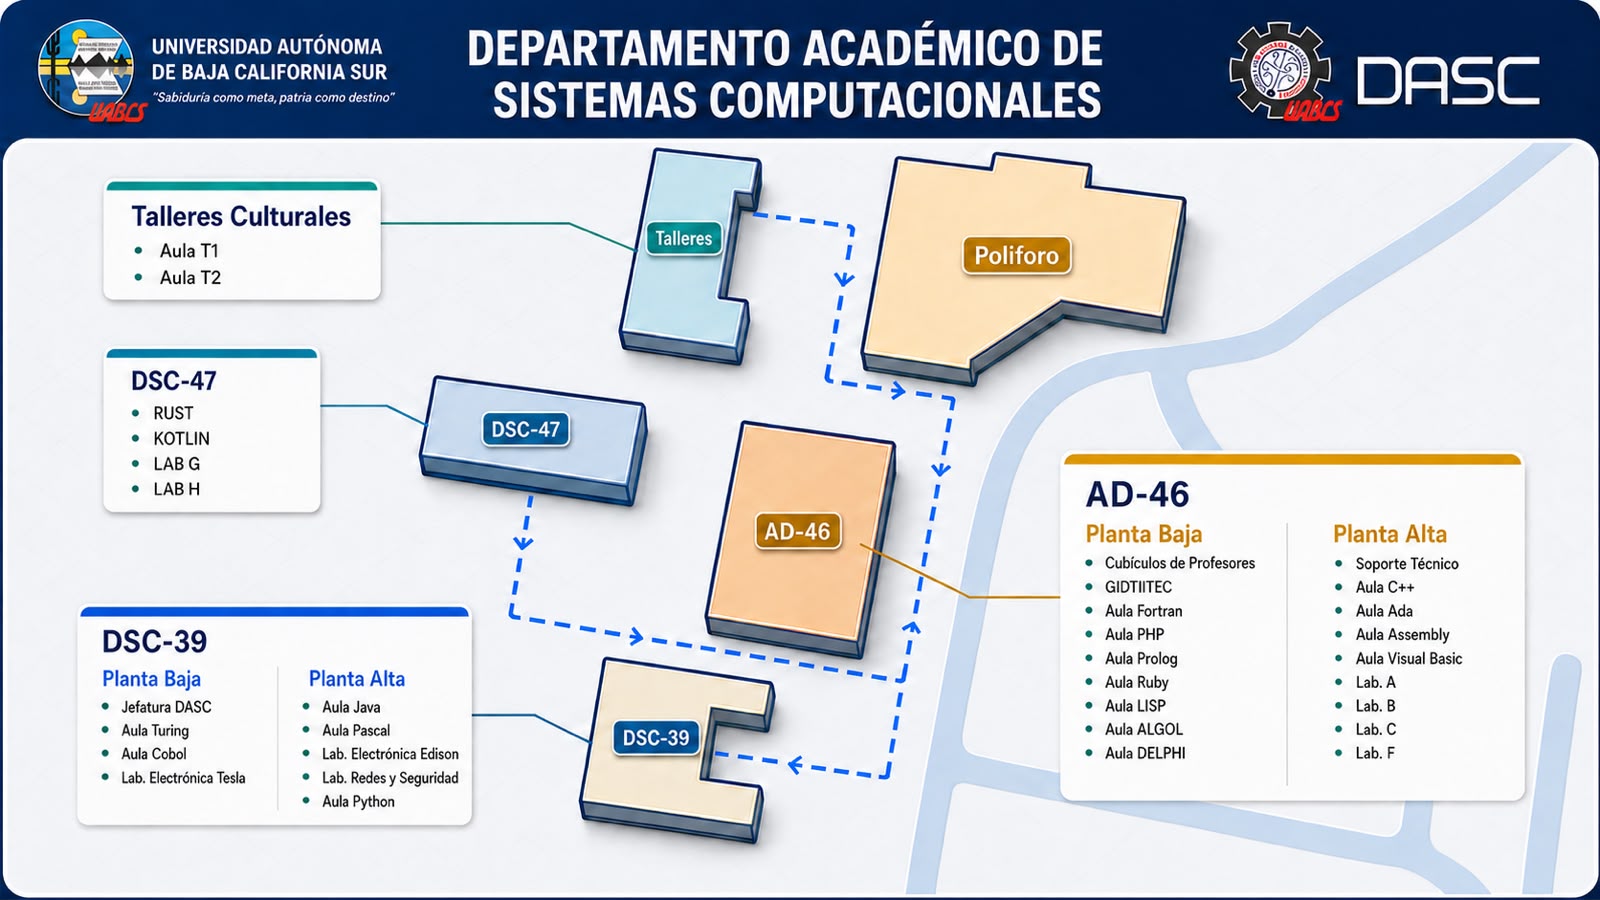 UNIVERSIDAD AUTÓNOMA
DE BAJA CALIFORNIA SUR
"Sabiduría como meta, patria como destino"
UABCS
DEPARTAMENTO ACADÉMICO DE
SISTEMAS COMPUTACIONALES
UABCS
DASC
Talleres Culturales
Aula T1
Aula T2
Talleres
Poliforo
DSC-47
RUST
KOTLIN
LAB G
LAB H
DSC-47
AD-46
AD-46
Planta Baja
Cubículos de Profesores
GIDTIITEC
Aula Fortran
Aula PHP
Aula Prolog
Aula Ruby
Aula LISP
Aula ALGOL
Aula DELPHI
Planta Alta
Soporte Técnico
Aula C++
Aula Ada
Aula Assembly
Aula Visual Basic
Lab. A
Lab. B
Lab. C
Lab. F
DSC-39
Planta Baja
Jefatura DASC
Aula Turing
Aula Cobol
Lab. Electrónica Tesla
Planta Alta
Aula Java
Aula Pascal
Lab. Electrónica Edison
Lab. Redes y Seguridad
Aula Python
DSC-39